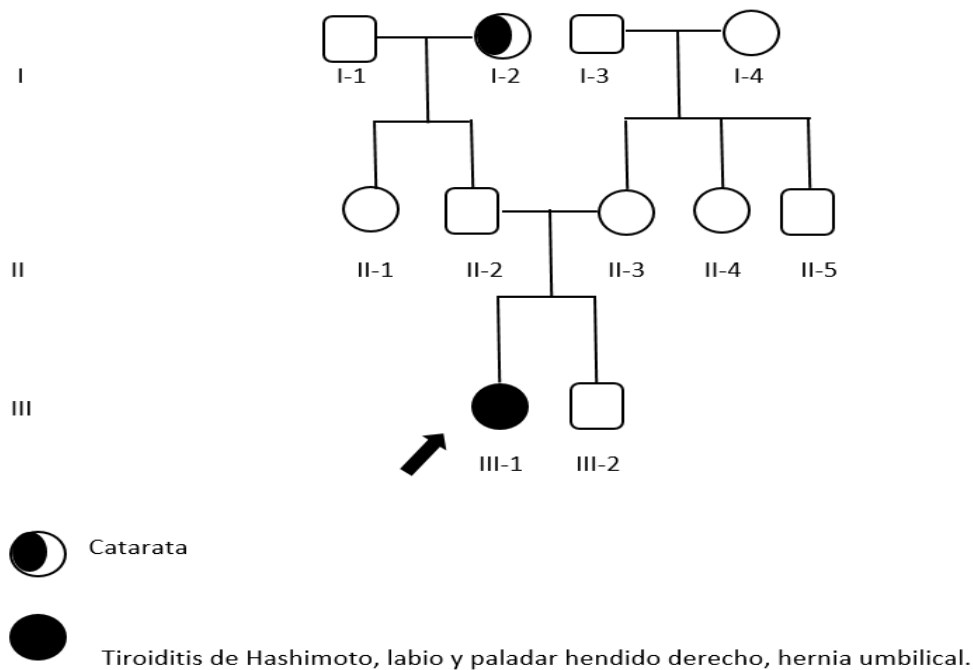 I
I-1 I-2 I-3 I-4
II
II-1 II-2 II-3 II-4 II-5
III
III-1 III-2
Catarata
Tiroiditis de Hashimoto, labio y paladar hendido derecho, hernia umbilical.